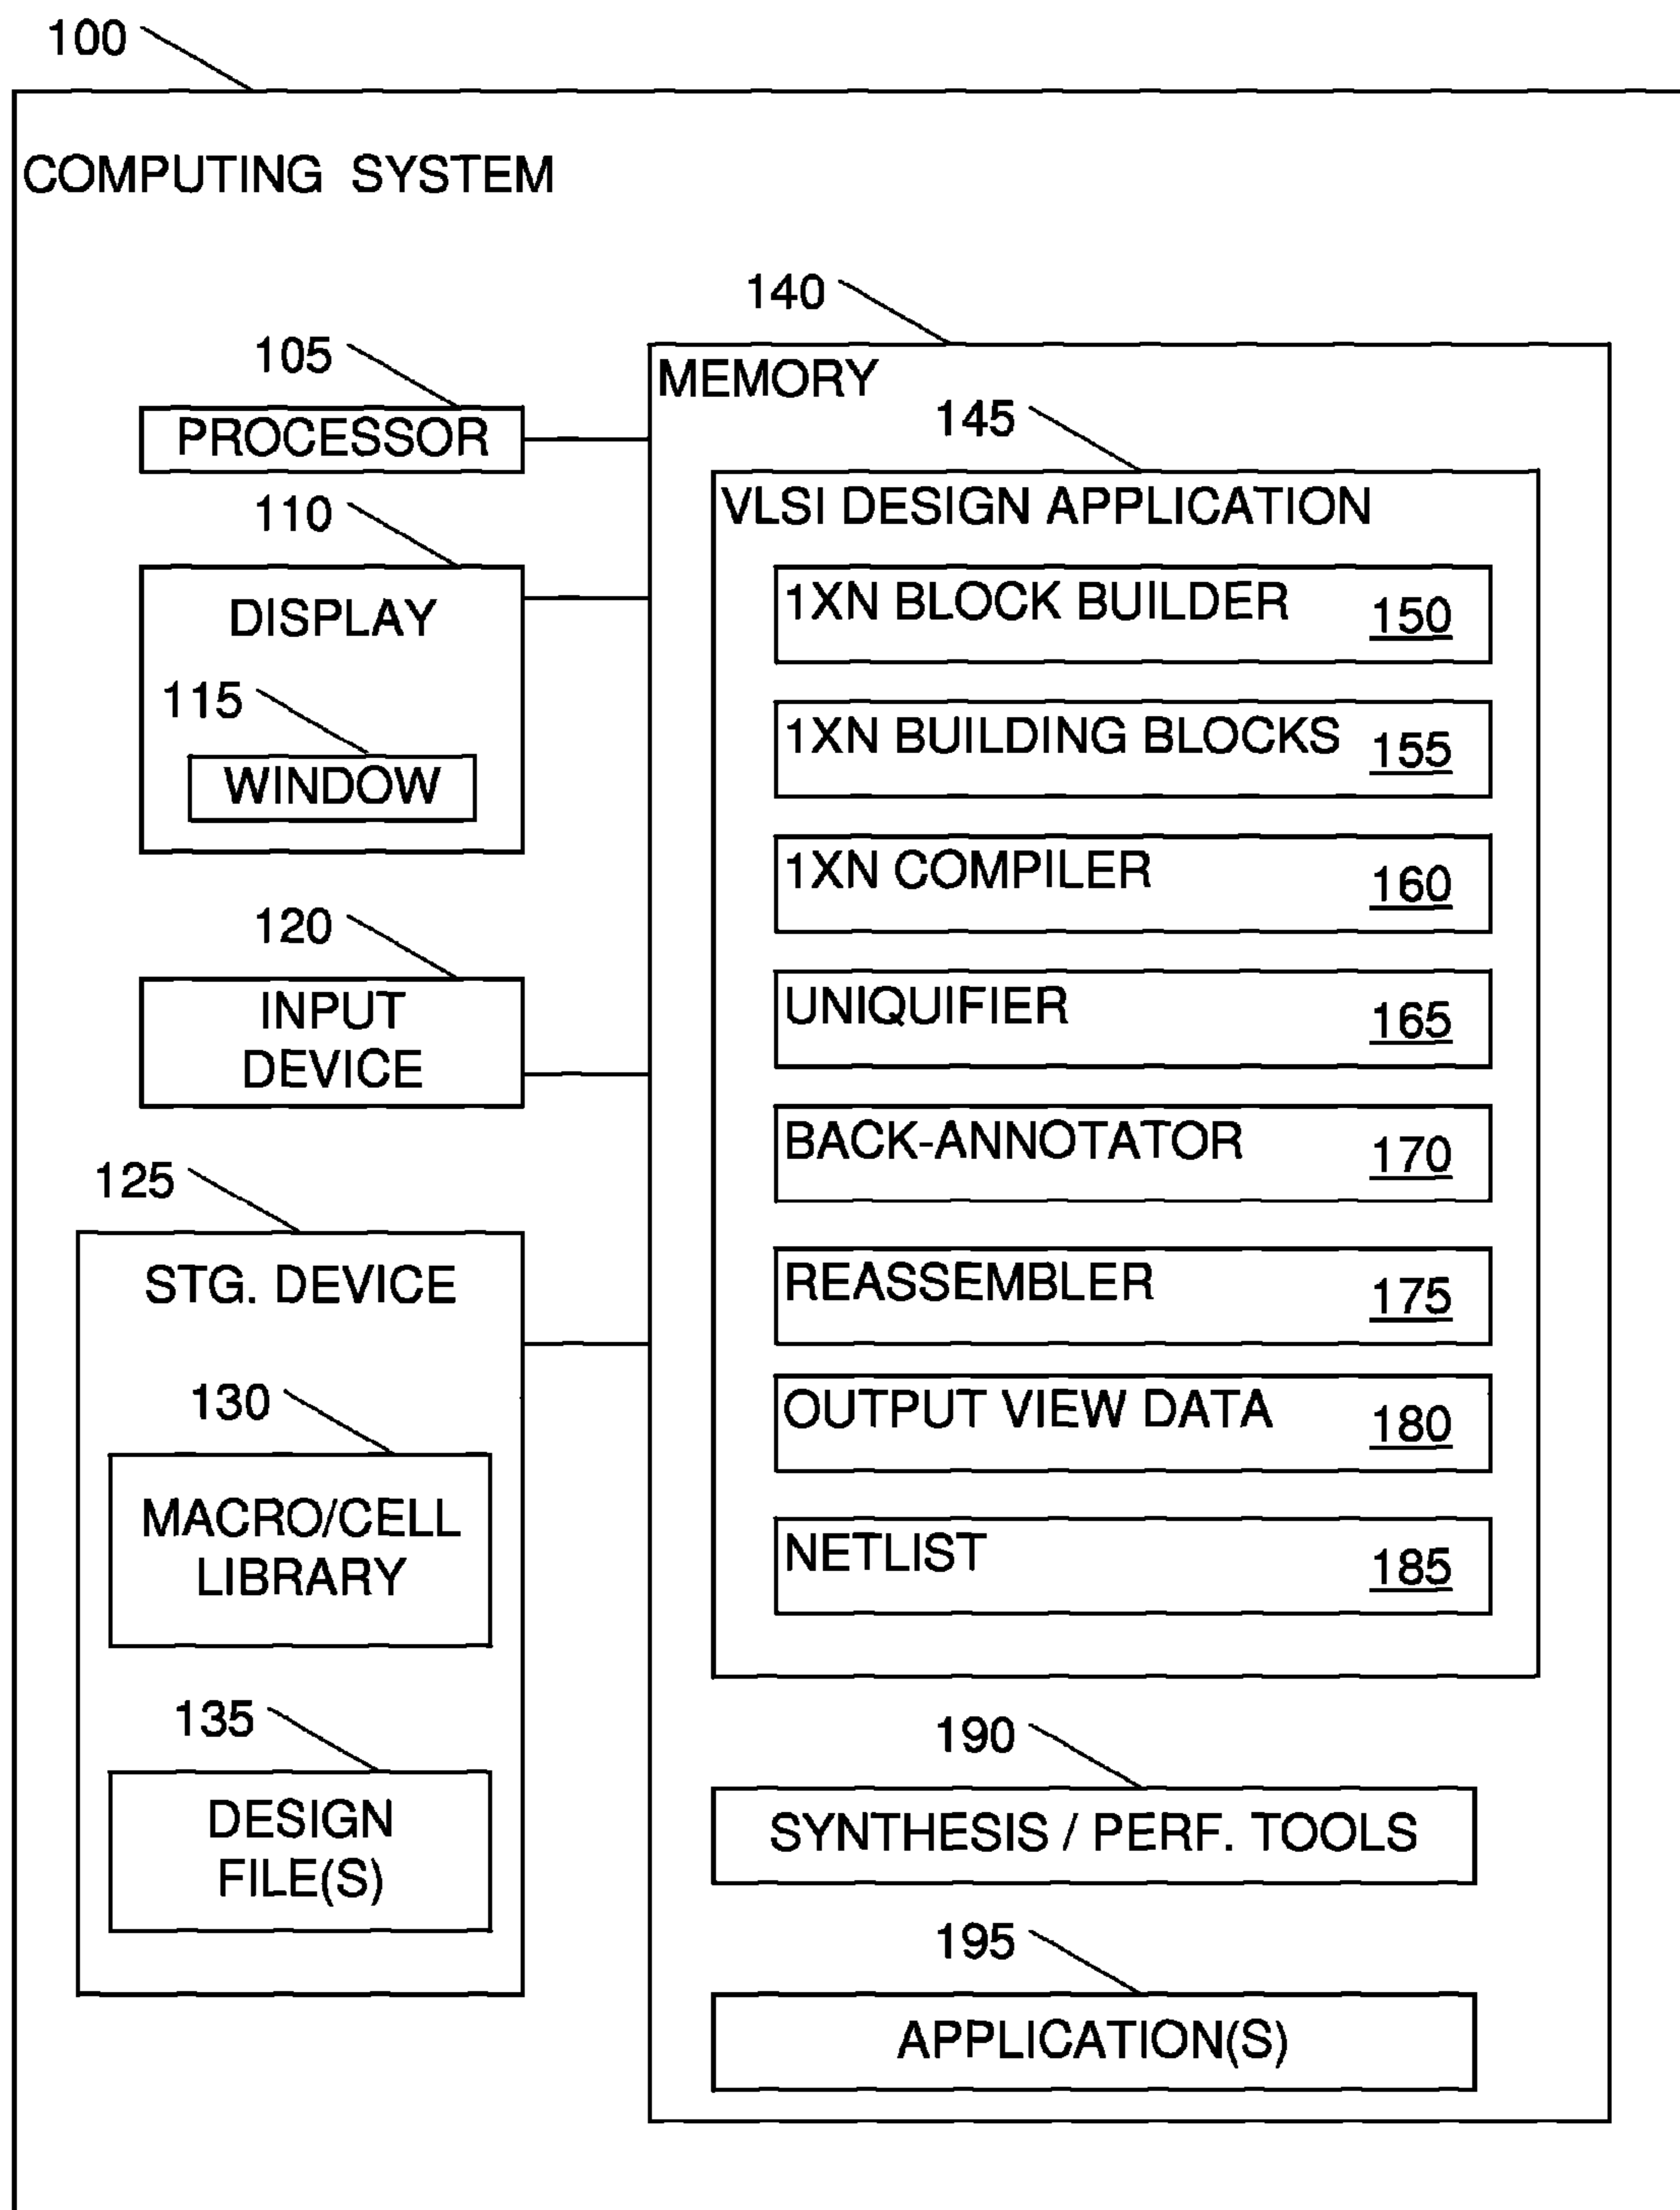 100
COMPUTING SYSTEM
105
PROCESSOR
110
DISPLAY
115
WINDOW
120
INPUT
DEVICE
125
STG. DEVICE
130
MACRO/CELL
LIBRARY
135
DESIGN
FILE(S)
140
MEMORY
145
VLSI DESIGN APPLICATION
1XN BLOCK BUILDER 150
1XN BUILDING BLOCKS 155
1XN COMPILER 160
UNIQUIFIER 165
BACK-ANNOTATOR 170
REASSEMBLER 175
OUTPUT VIEW DATA 180
NETLIST 185
190
SYNTHESIS / PERF. TOOLS
195
APPLICATION(S)